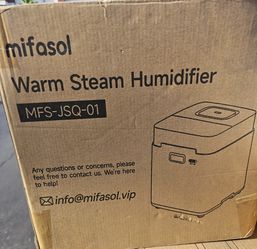 mifasol
Warm Steam Humidifier
MFS-JSQ-01
Any questions or concerns, please
feel free to contact us. We're here
to help!
info@mifasol.vip